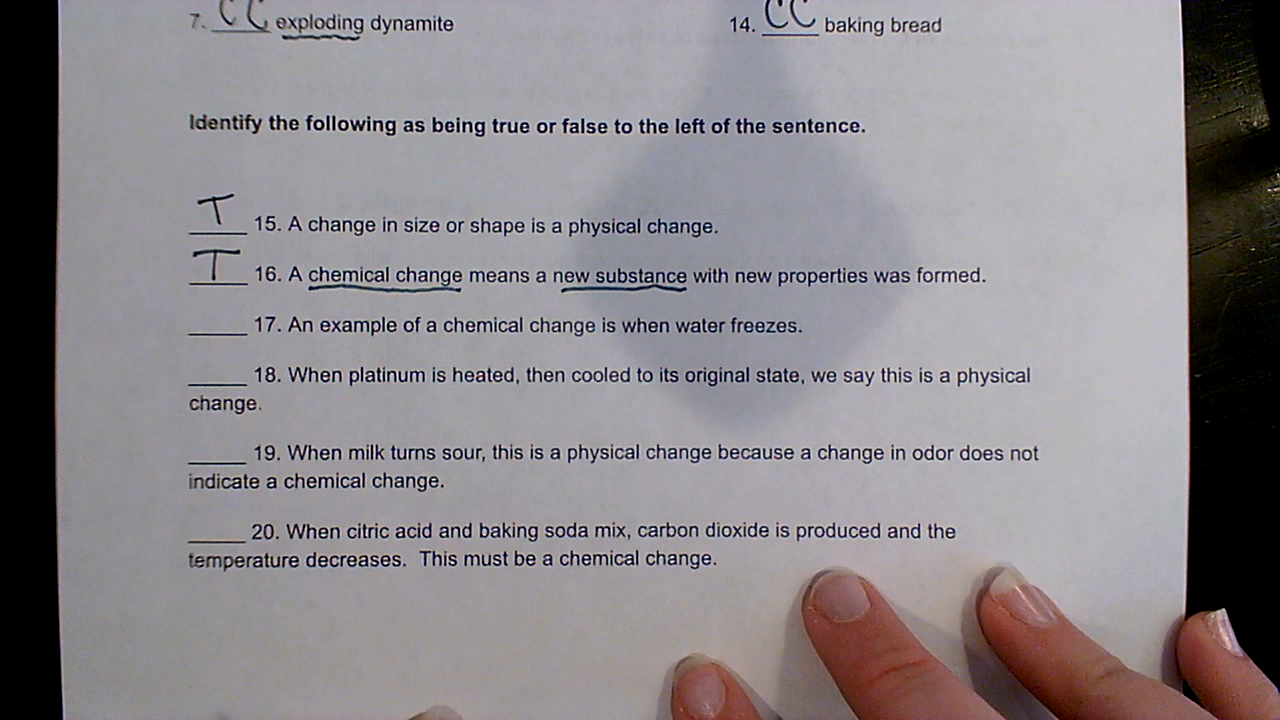 7. CC exploding dynamite 14. CC baking bread
Identify the following as being true or false to the left of the sentence.
T 15. A change in size or shape is a physical change.
T 16. A chemical change means a new substance with new properties was formed.
____ 17. An example of a chemical change is when water freezes.
____ 18. When platinum is heated, then cooled to its original state, we say this is a physical
change.
____ 19. When milk turns sour, this is a physical change because a change in odor does not
indicate a chemical change.
____ 20. When citric acid and baking soda mix, carbon dioxide is produced and the
temperature decreases. This must be a chemical change.